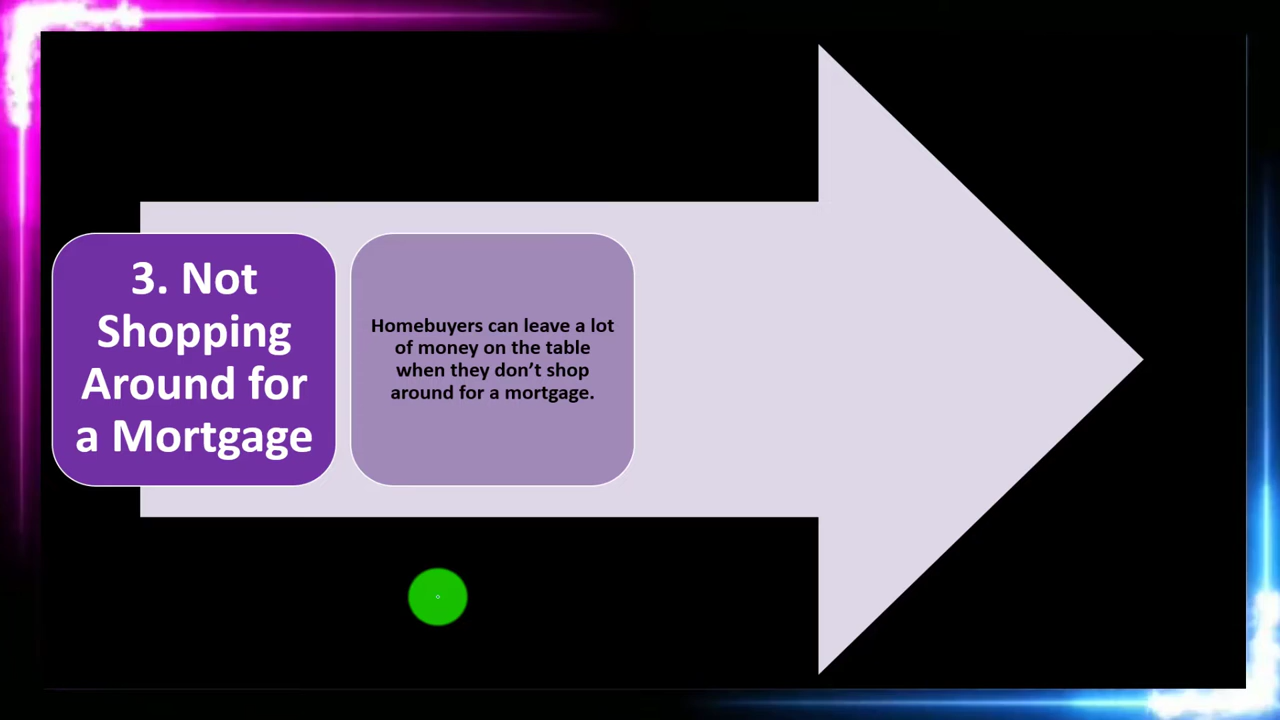 3. Not
Shopping
Around for
a Mortgage
Homebuyers can leave a lot
of money on the table
when they don’t shop
around for a mortgage.